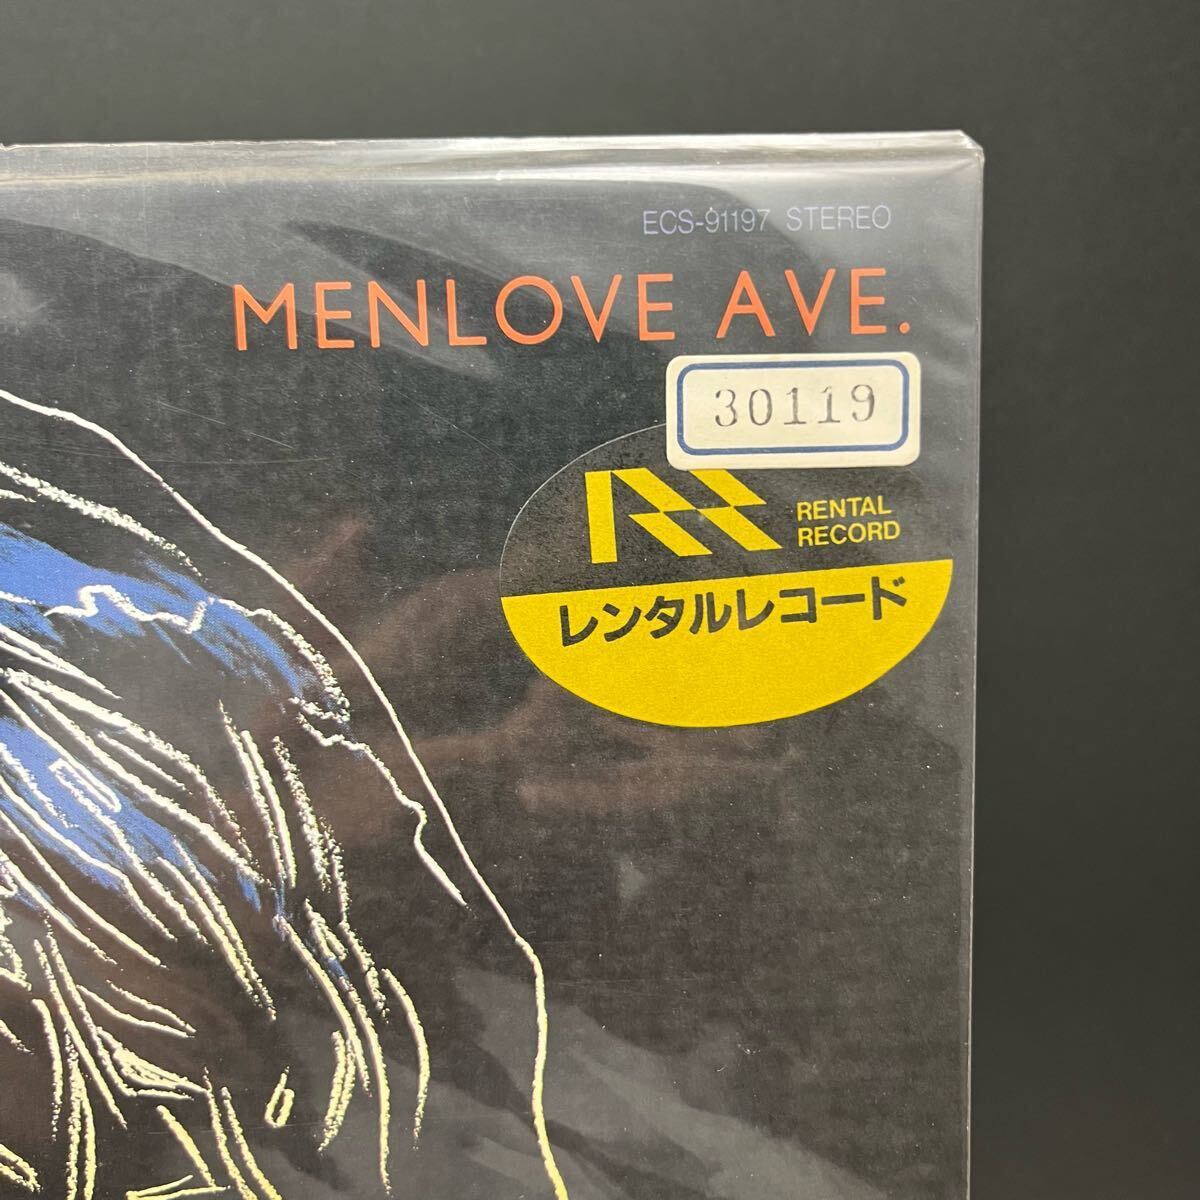 ECS-91197 STEREO
MENLOVE AVE.
30119
RENTAL
RECORD
レンタルレコード